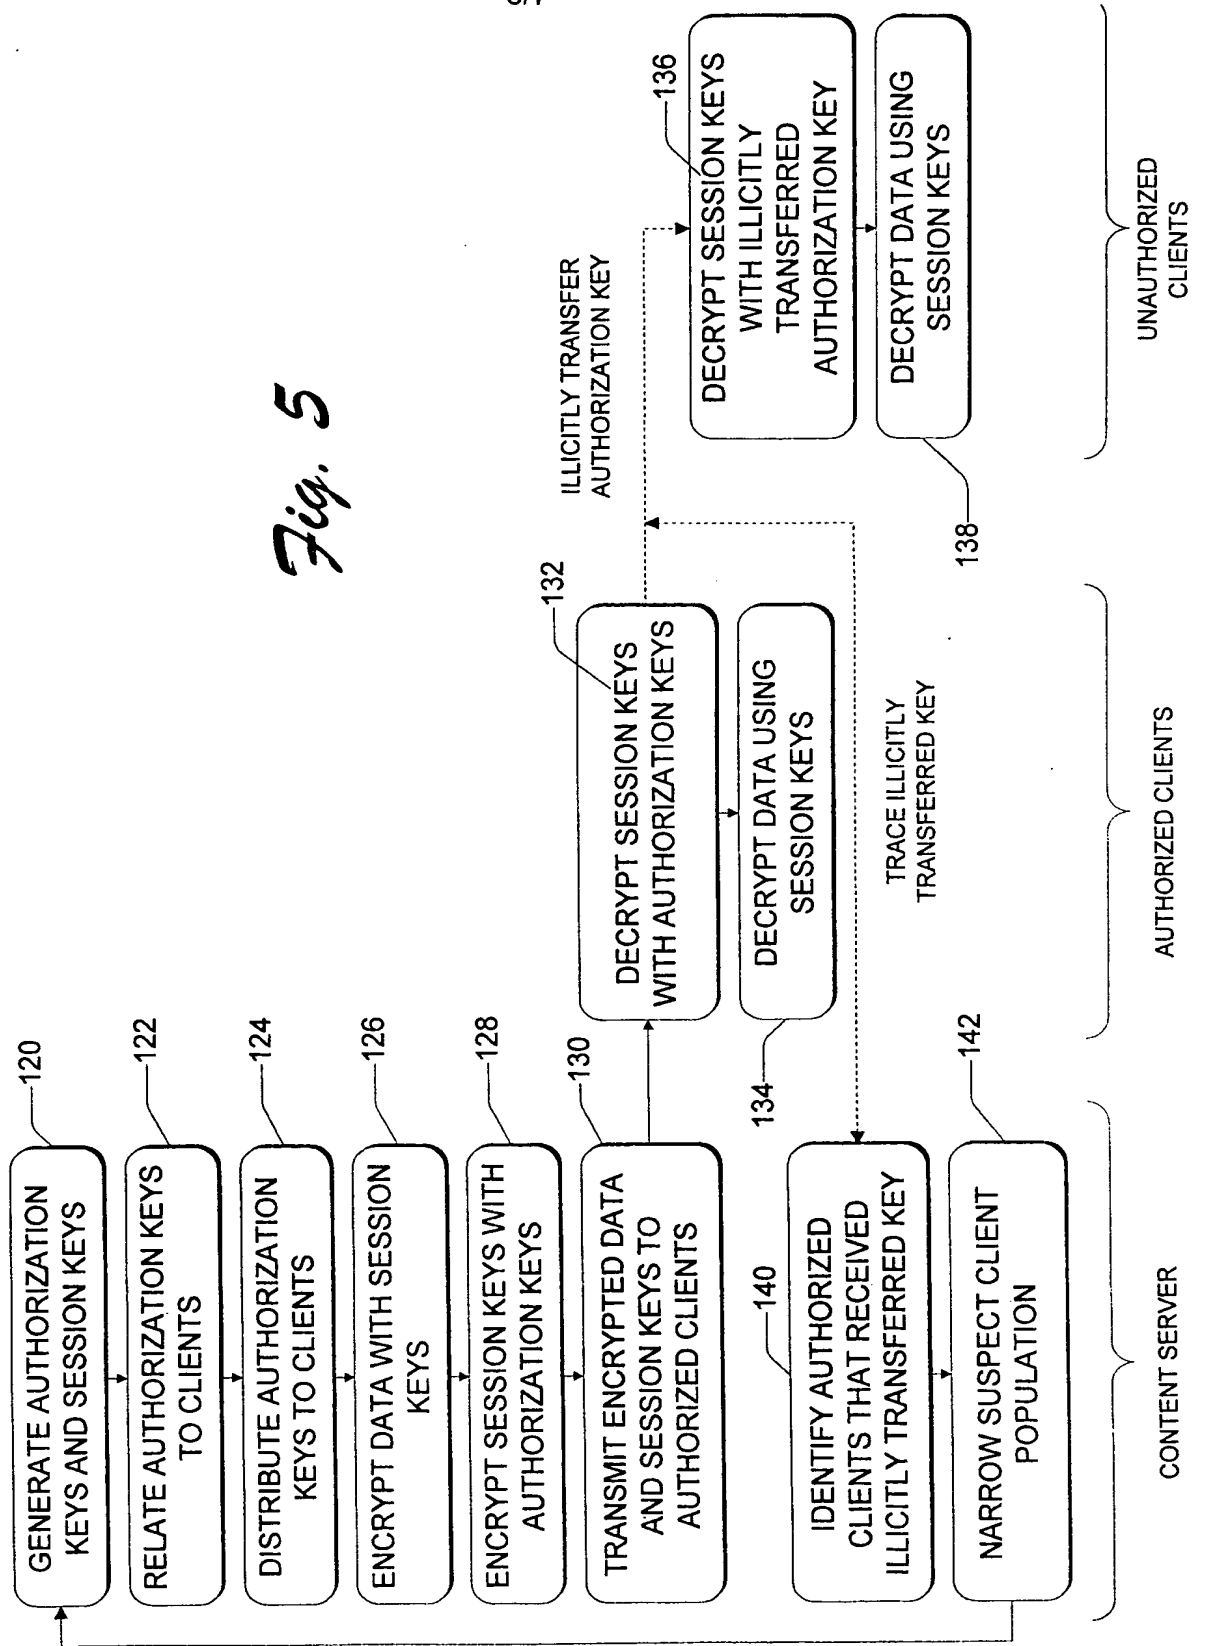 Fig. 5
120
GENERATE AUTHORIZATION
KEYS AND SESSION KEYS
122
RELATE AUTHORIZATION KEYS
TO CLIENTS
124
DISTRIBUTE AUTHORIZATION
KEYS TO CLIENTS
126
ENCRYPT DATA WITH SESSION
KEYS
128
ENCRYPT SESSION KEYS WITH
AUTHORIZATION KEYS
130
TRANSMIT ENCRYPTED DATA
AND SESSION KEYS TO
AUTHORIZED CLIENTS
140
IDENTIFY AUTHORIZED
CLIENTS THAT RECEIVED
ILLICITLY TRANSFERRED KEY
142
NARROW SUSPECT CLIENT
POPULATION
CONTENT SERVER
132
DECRYPT SESSION KEYS
WITH AUTHORIZATION KEYS
134
DECRYPT DATA USING
SESSION KEYS
TRACE ILLICITLY
TRANSFERRED KEY
AUTHORIZED CLIENTS
ILLICITLY TRANSFER
AUTHORIZATION KEY
136
DECRYPT SESSION KEYS
WITH ILLICITLY
TRANSFERRED
AUTHORIZATION KEY
138
DECRYPT DATA USING
SESSION KEYS
UNAUTHORIZED
CLIENTS